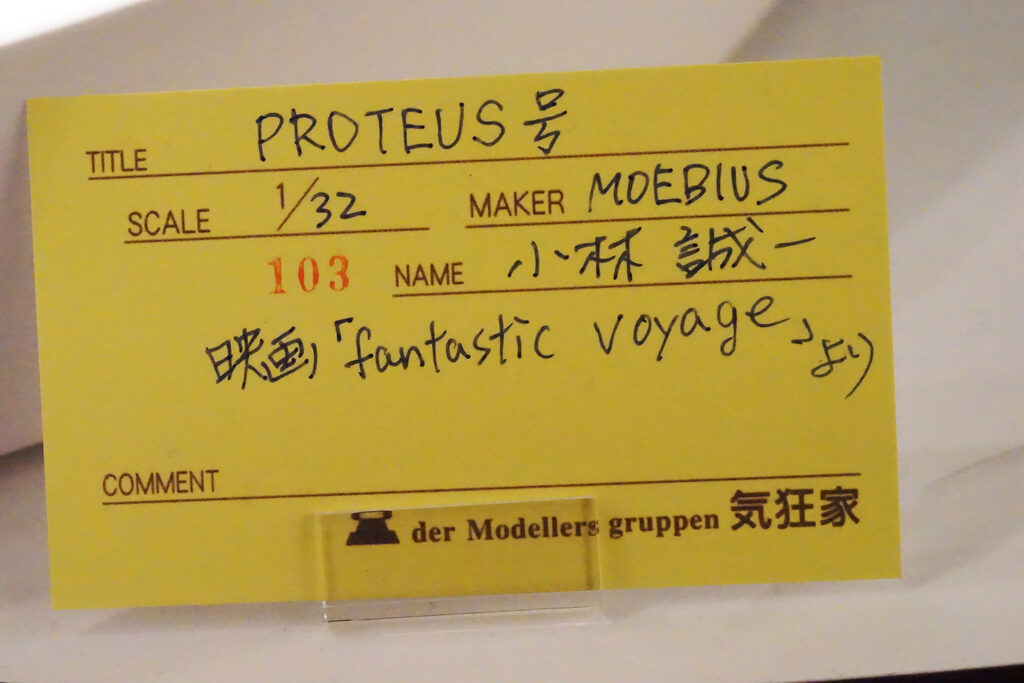 TITLE PROTEUS号
SCALE 1/32 MAKER MOEBIUS
103 NAME 小林 誠一
映画「fantastic voyage」より
COMMENT
der Modellers gruppen 気狂家